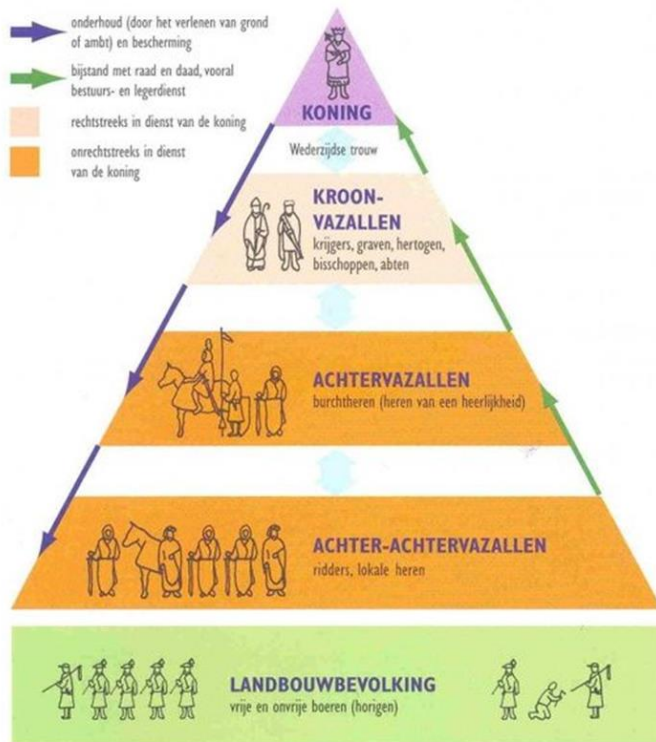 onderhoud (door het verlenen van grond
of ambt) en bescherming
bijstand met raad en daad, vooral
bestuurs- en legerdienst
rechtstreeks in dienst van de koning
onrechtstreeks in dienst
van de koning
KONING
Wederzijdse trouw
KROON-
VAZALLEN
krijgers, graven, hertogen,
bisschoppen, abten
ACHTERVAZALLEN
burchtheren (heren van een heerlijkheid)
ACHTER-ACHTERVAZALLEN
ridders, lokale heren
LANDBOUWBEVOLKING
vrije en onvrije boeren (horigen)